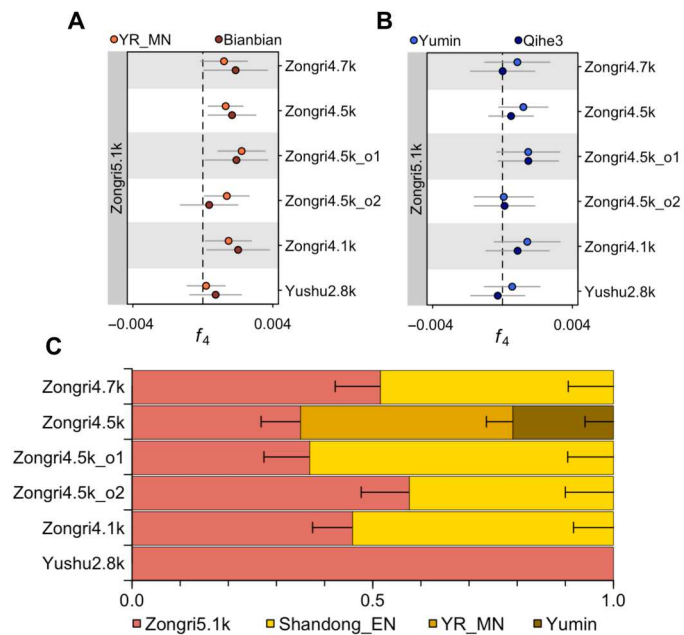 A
YR_MN Bianbian
Zongri5.1k
Zongri4.7k
Zongri4.5k
Zongri4.5k_o1
Zongri4.5k_o2
Zongri4.1k
Yushu2.8k
−0.004 0.004
f4
B
Yumin Qihe3
Zongri5.1k
Zongri4.7k
Zongri4.5k
Zongri4.5k_o1
Zongri4.5k_o2
Zongri4.1k
Yushu2.8k
−0.004 0.004
f4
C
Zongri4.7k
Zongri4.5k
Zongri4.5k_o1
Zongri4.5k_o2
Zongri4.1k
Yushu2.8k
0.0 0.5 1.0
Zongri5.1k Shandong_EN YR_MN Yumin